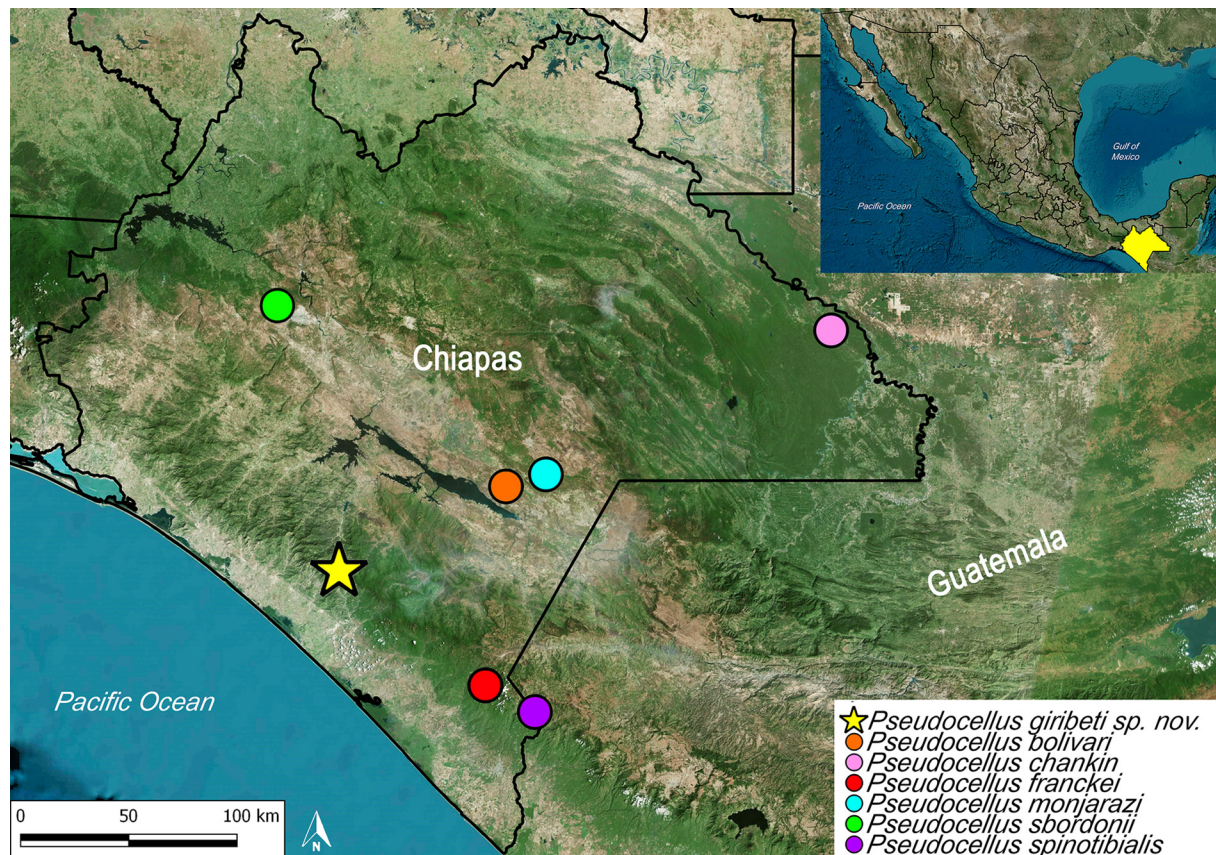 Gulf of
Mexico
Pacific Ocean
Chiapas
Guatemala
Pacific Ocean
Pseudocellus giribeti sp. nov.
Pseudocellus bolivari
Pseudocellus chankin
Pseudocellus franckei
Pseudocellus monjarazi
Pseudocellus sbordonii
Pseudocellus spinotibialis
0 50 100 km
N